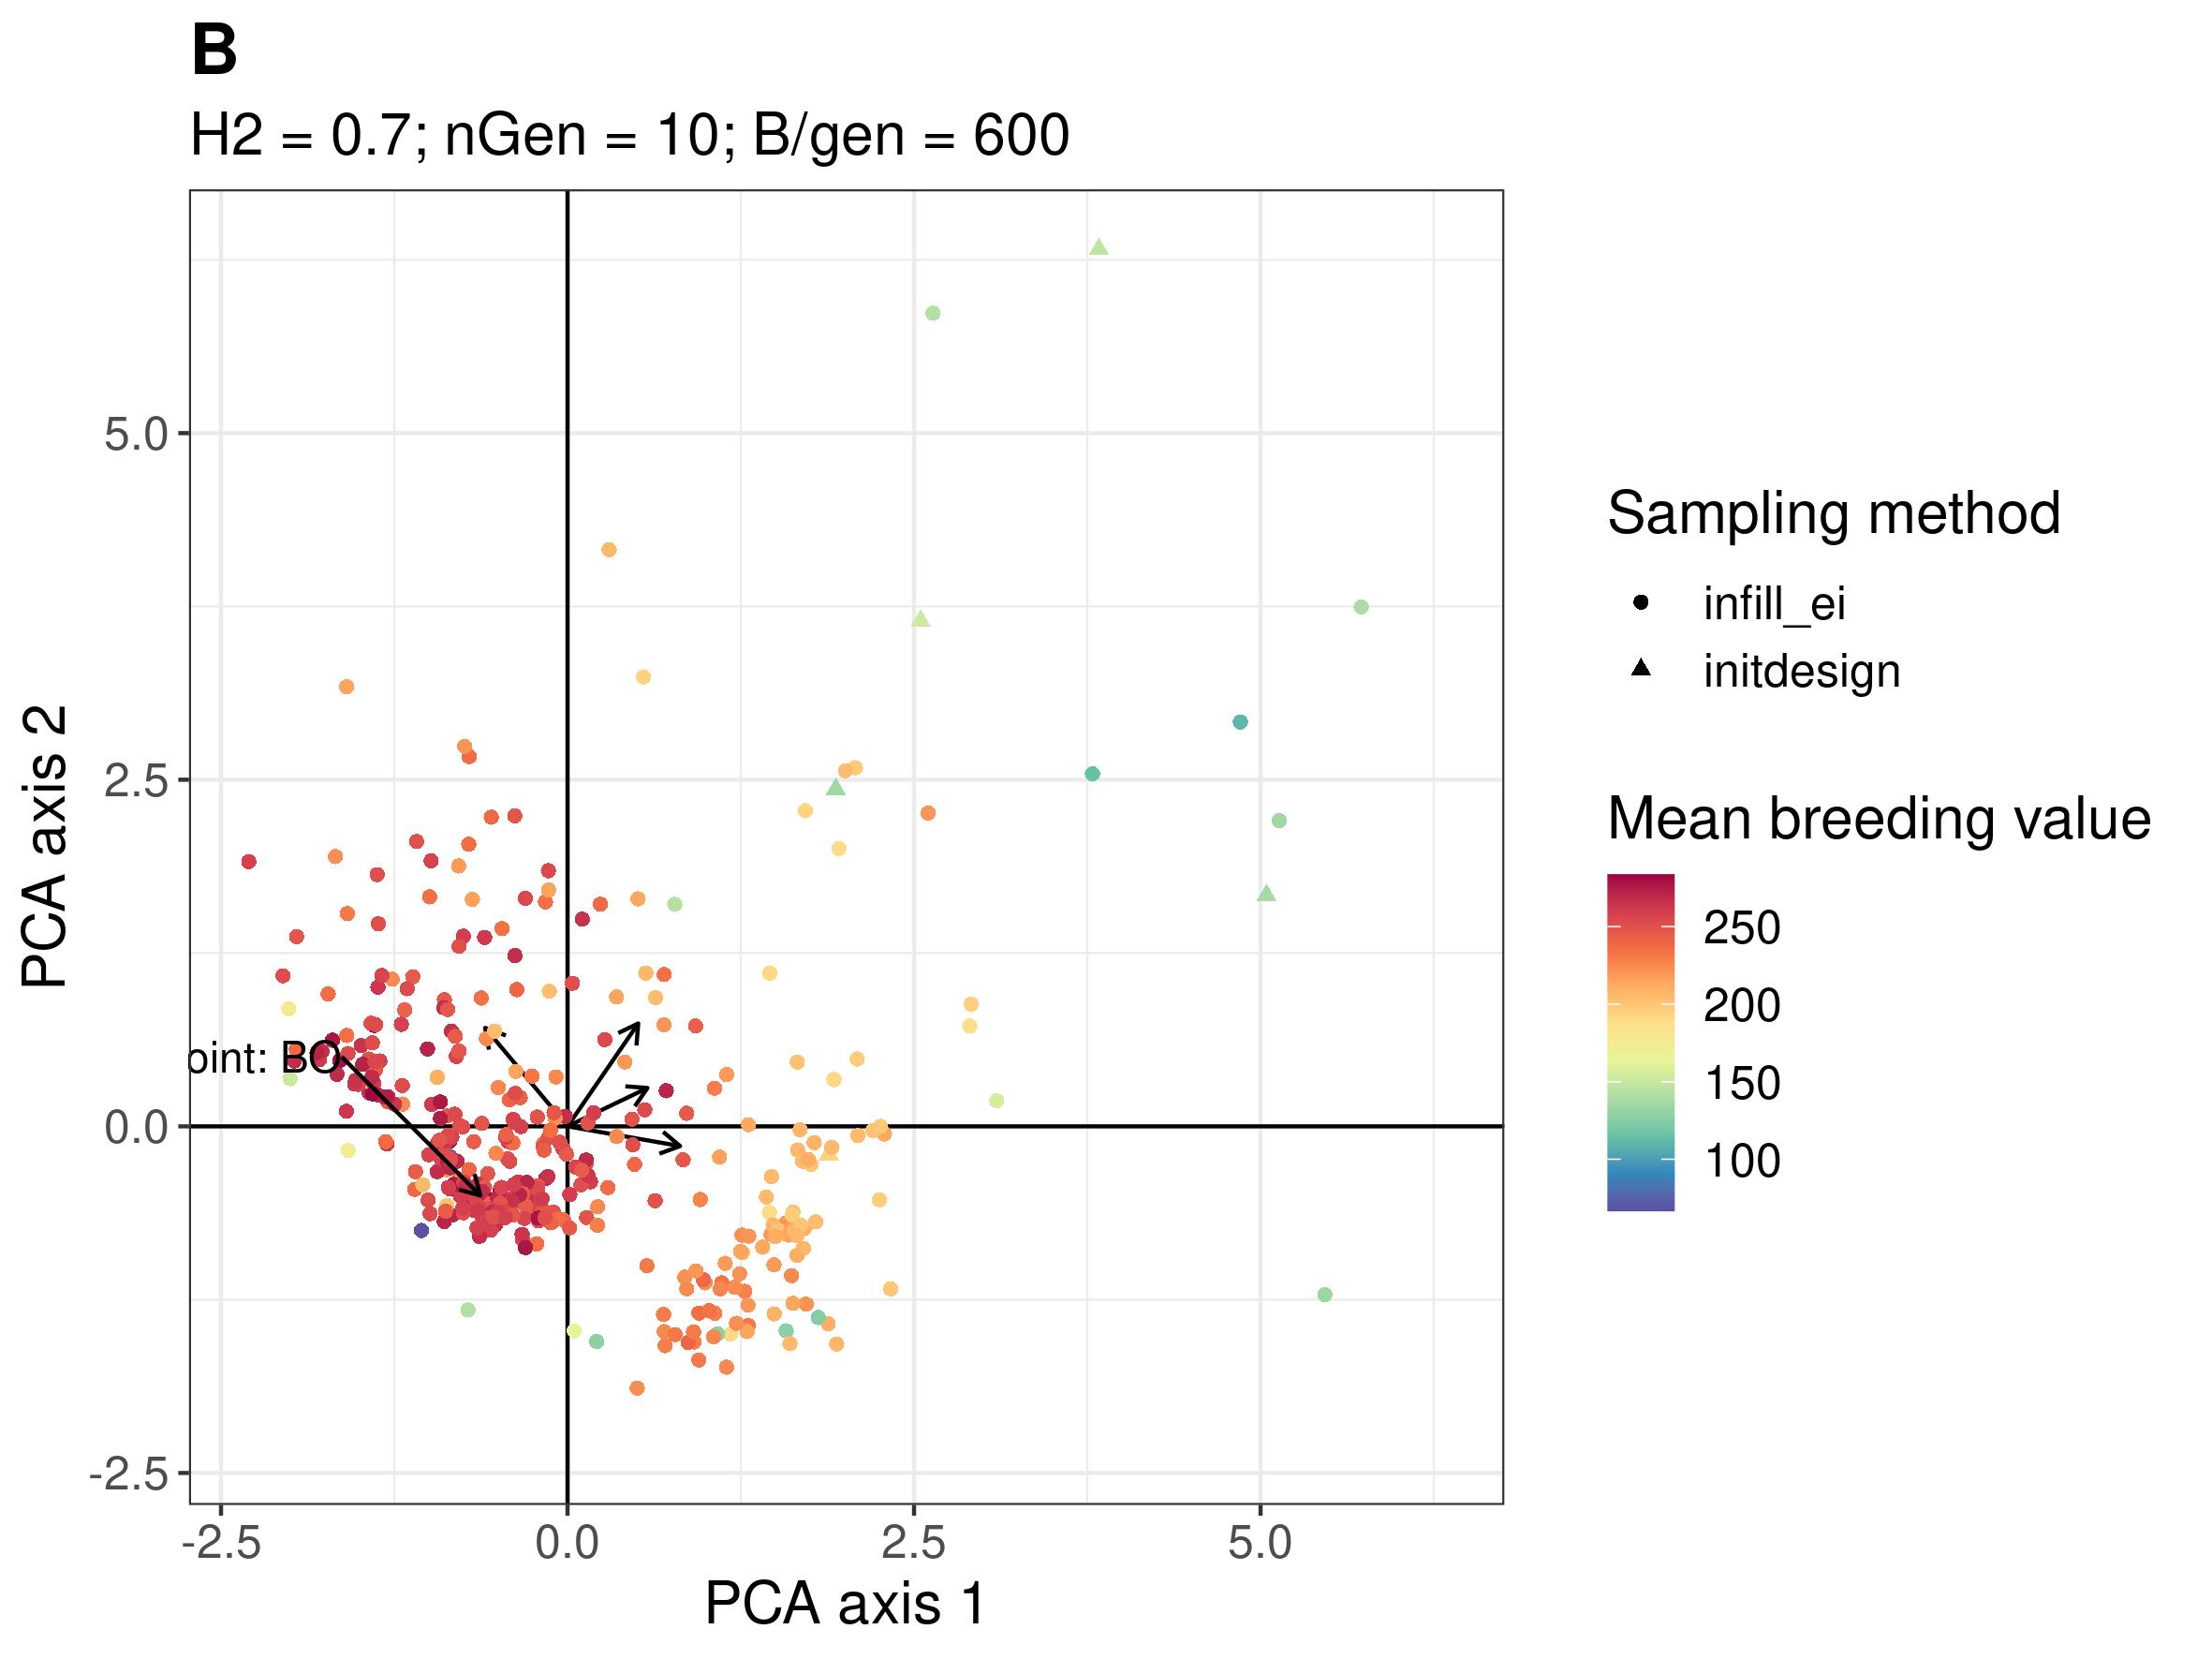 B
H2 = 0.7; nGen = 10; B/gen = 600
PCA axis 2
5.0
2.5
0.0
-2.5
oint: BO
-2.5
0.0
2.5
5.0
PCA axis 1
Sampling method
infill_ei
initdesign
Mean breeding value
250
200
150
100